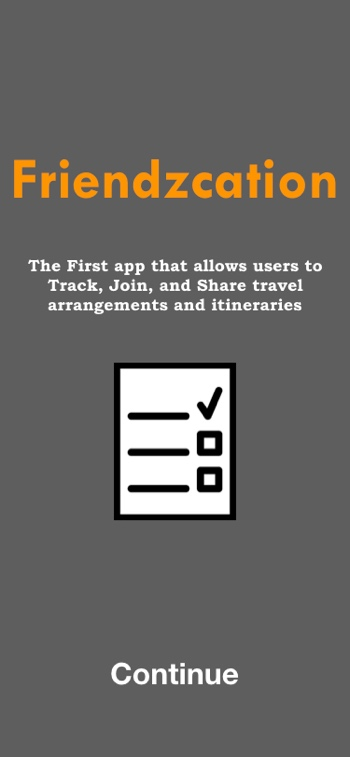 Friendzcation
The First app that allows users to
Track, Join, and Share travel
arrangements and itineraries
Continue